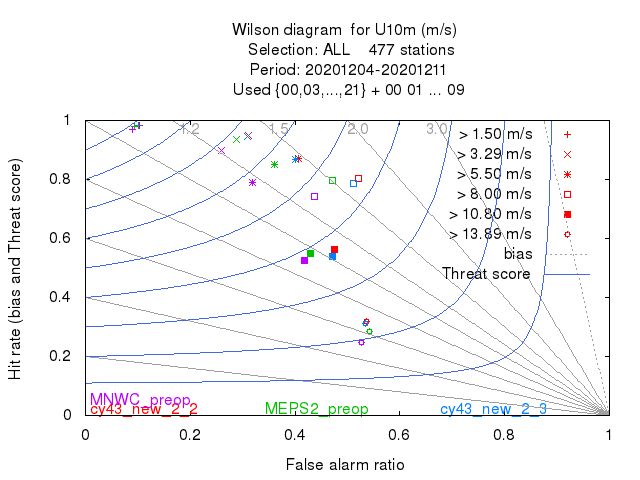 Wilson diagram  for U10m (m/s)
Selection: ALL    477 stations
Period: 20201204-20201211
Used {00,03,...,21} + 00 01 ... 09
1
0.8
0.6
0.4
0.2
0
Hit rate (bias and Threat score)
1.2
1.5
2.0
3.0
> 1.50 m/s
> 3.29 m/s
> 5.50 m/s
> 8.00 m/s
> 10.80 m/s
> 13.89 m/s
bias
Threat score
MNWC_preop
cy43_new_2_2
MEPS2_preop
cy43_new_2_3
0
0.2
0.4
0.6
0.8
1
False alarm ratio